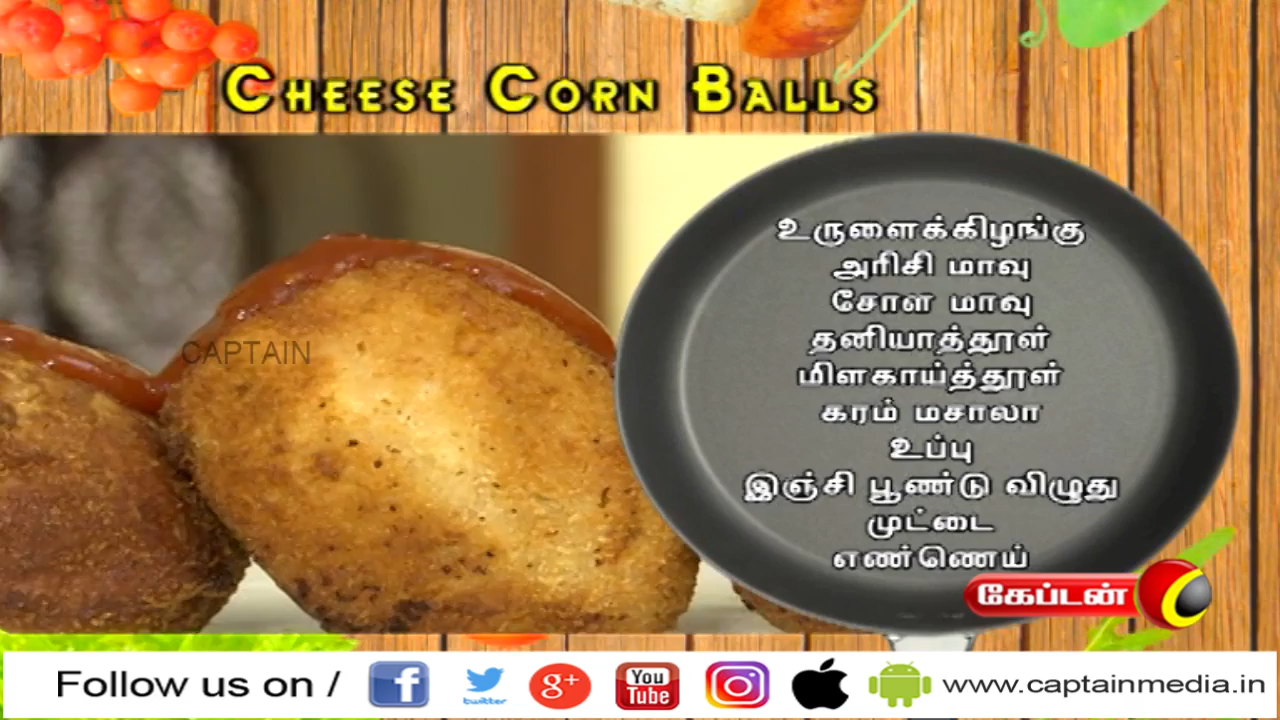 CHEESE CORN BALLS
உருளைக்கிழங்கு
அரிசி மாவு
சோள மாவு
தனியாத்தூள்
மிளகாய்த்தூள்
கரம் மசாலா
உப்பு
இஞ்சி பூண்டு விழுது
முட்டை
எண்ணெய்
CAPTAIN
கேப்டன்
Follow us on / f twitter g+ You Tube www.captainmedia.in